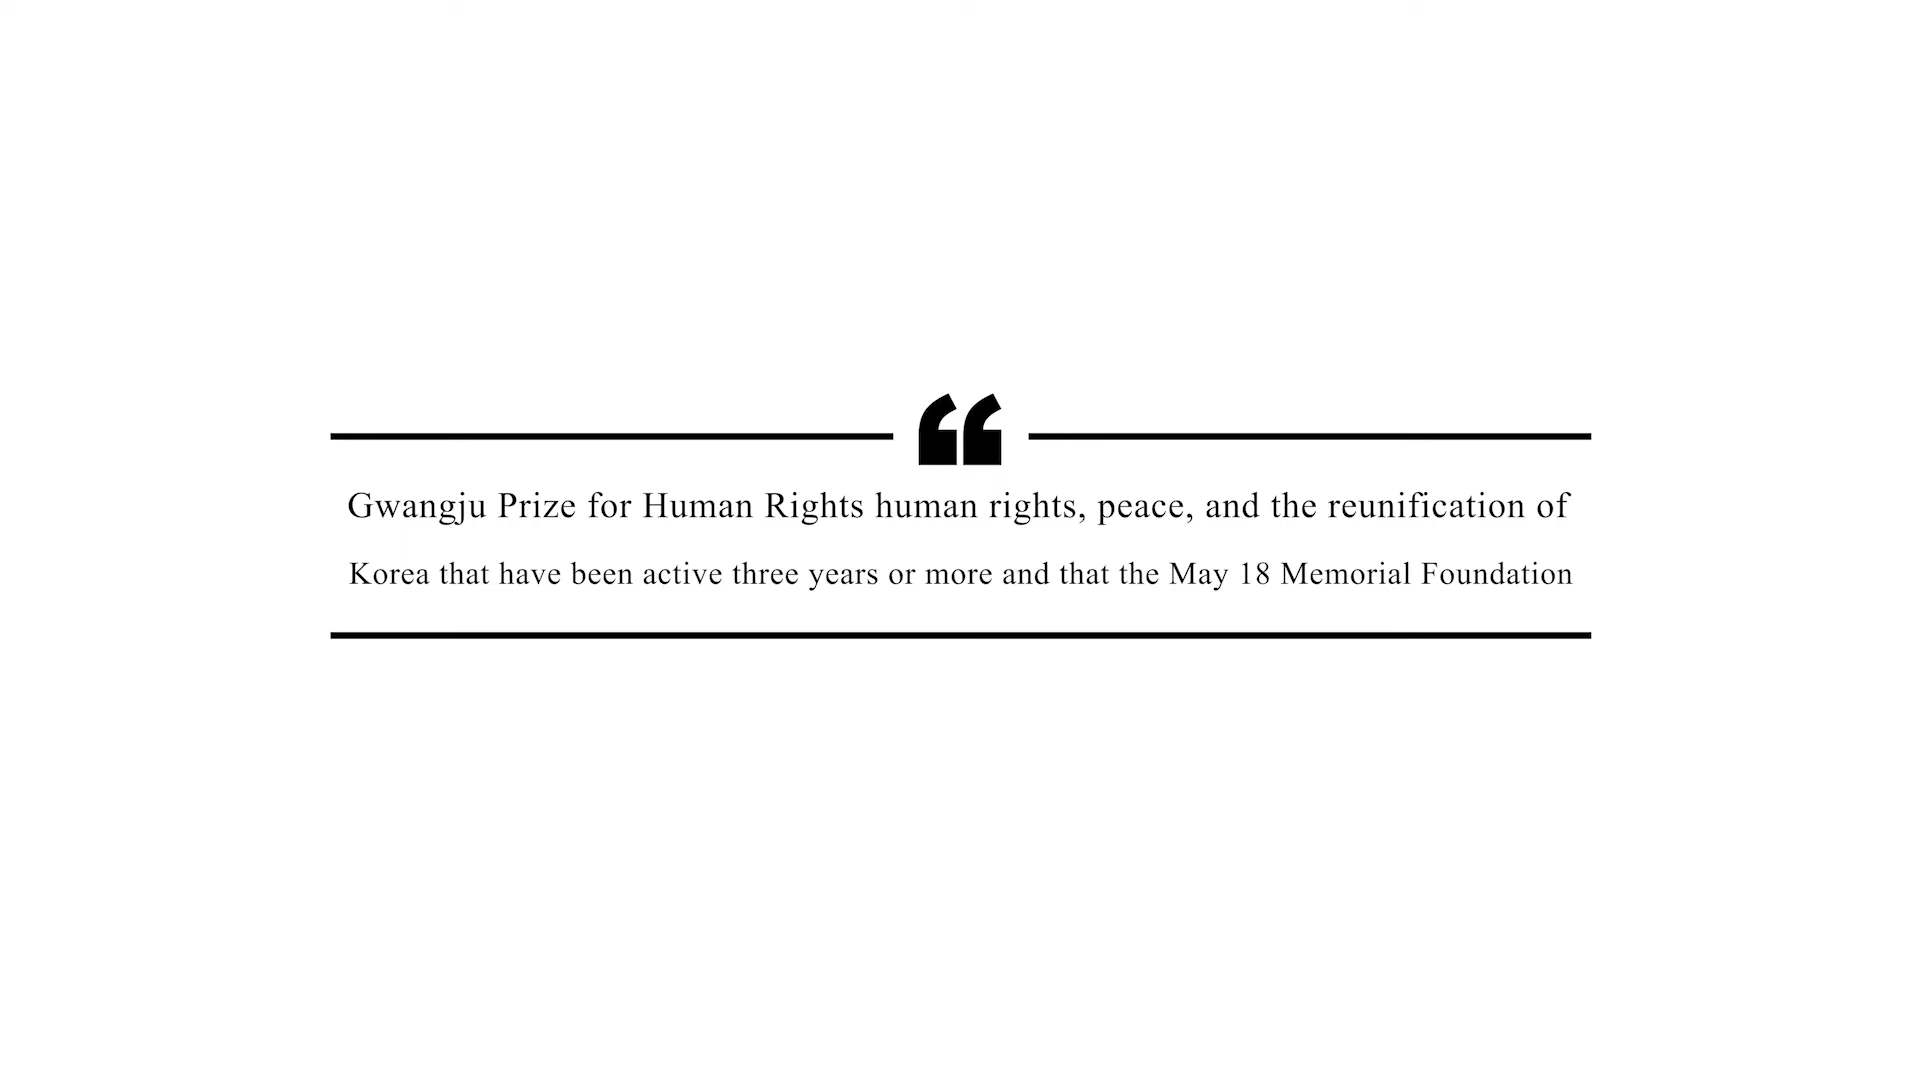 Gwangju Prize for Human Rights human rights, peace, and the reunification of
Korea that have been active three years or more and that the May 18 Memorial Foundation